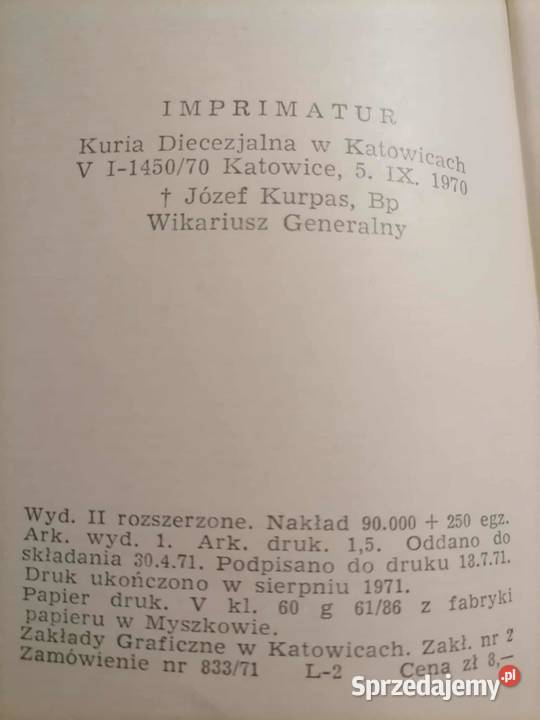 IMPRIMATUR
Kuria Diecezjalna w Katowicach
V I-1450/70 Katowice, 5. IX. 1970
† Józef Kurpas, Bp
Wikariusz Generalny
Wyd. II rozszerzone. Nakład 90.000 + 250 egz.
Ark. wyd. 1. Ark. druk. 1,5. Oddano do
składania 30.4.71. Podpisano do druku 13.7.71.
Druk ukończono w sierpniu 1971.
Papier druk. V kl. 60 g 61/86 z fabryki
papieru w Myszkowie.
Zakłady Graficzne w Katowicach. Zakł. nr 2
Zamówienie nr 833/71 L-2 Cena zł 8,—
Sprzedajemy.pl